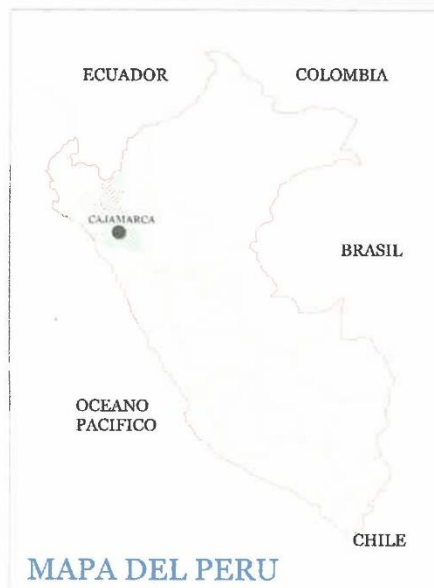 ECUADOR
COLOMBIA
CAJAMARCA
BRASIL
OCEANO
PACIFICO
CHILE
MAPA DEL PERU